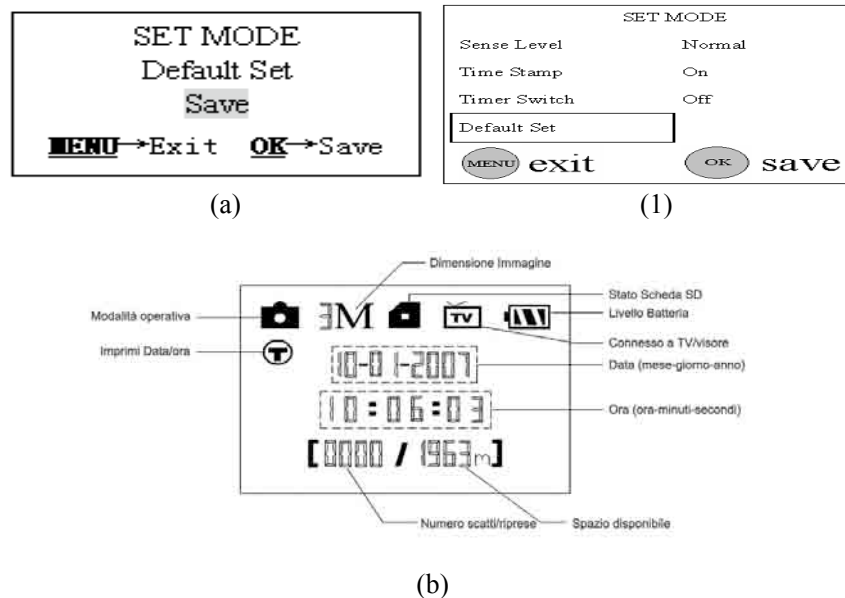 SET MODE
Default Set
Save
MENU→Exit OK→Save
(a)
SET MODE
Sense Level Normal
Time Stamp On
Timer Switch Off
Default Set
MENU exit OK save
(1)
Dimensione Immagine
Stato Scheda SD
Livello Batteria
Modalità operativa
3M
TV
Connesso a TV/visore
Imprimi Data/ora
T
10-01-2007
Data (mese-giorno-anno)
10:06:03
Ora (ora-minuti-secondi)
[0000 / 1963m]
Numero scatti/riprese
Spazio disponibile
(b)